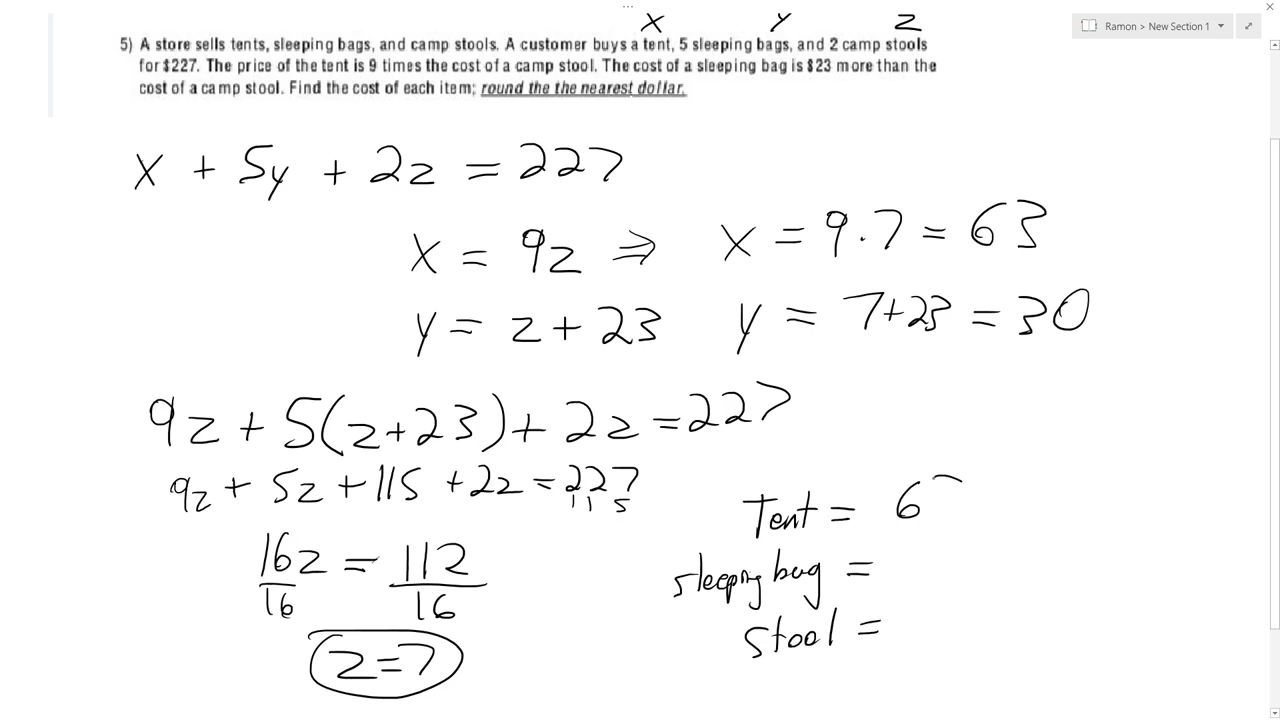 x y z
Ramon > New Section 1
5) A store sells tents, sleeping bags, and camp stools. A customer buys a tent, 5 sleeping bags, and 2 camp stools
for $227. The price of the tent is 9 times the cost of a camp stool. The cost of a sleeping bag is $23 more than the
cost of a camp stool. Find the cost of each item; round the the nearest dollar.
x + 5y + 2z = 227
x = 9z ⇒ x = 9.7 = 63
y = z + 23 y = 7+23 = 30
9z + 5(z+23) + 2z = 227
9z + 5z + 115 + 2z = 227
115
16z = 112
16 16
z=7
Tent = 6
sleeping bag =
stool =